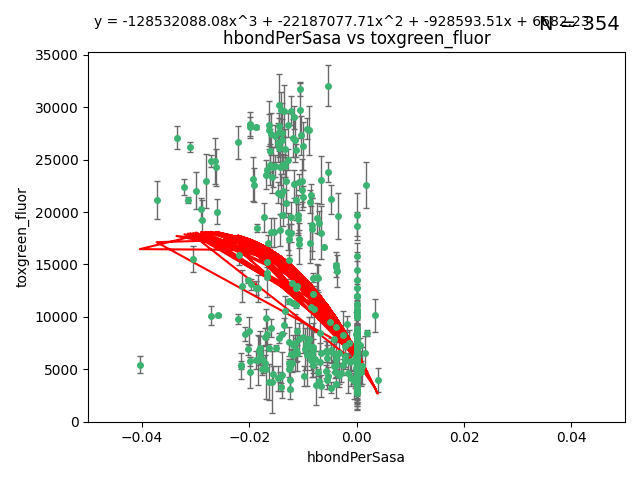 y = -128532088.08x^3 + -22187077.71x^2 + -928593.51x + 6682.23
N = 354
hbondPerSasa vs toxgreen_fluor
35000
30000
25000
20000
15000
10000
5000
0
toxgreen_fluor
−0.04
−0.02
0.00
0.02
0.04
hbondPerSasa